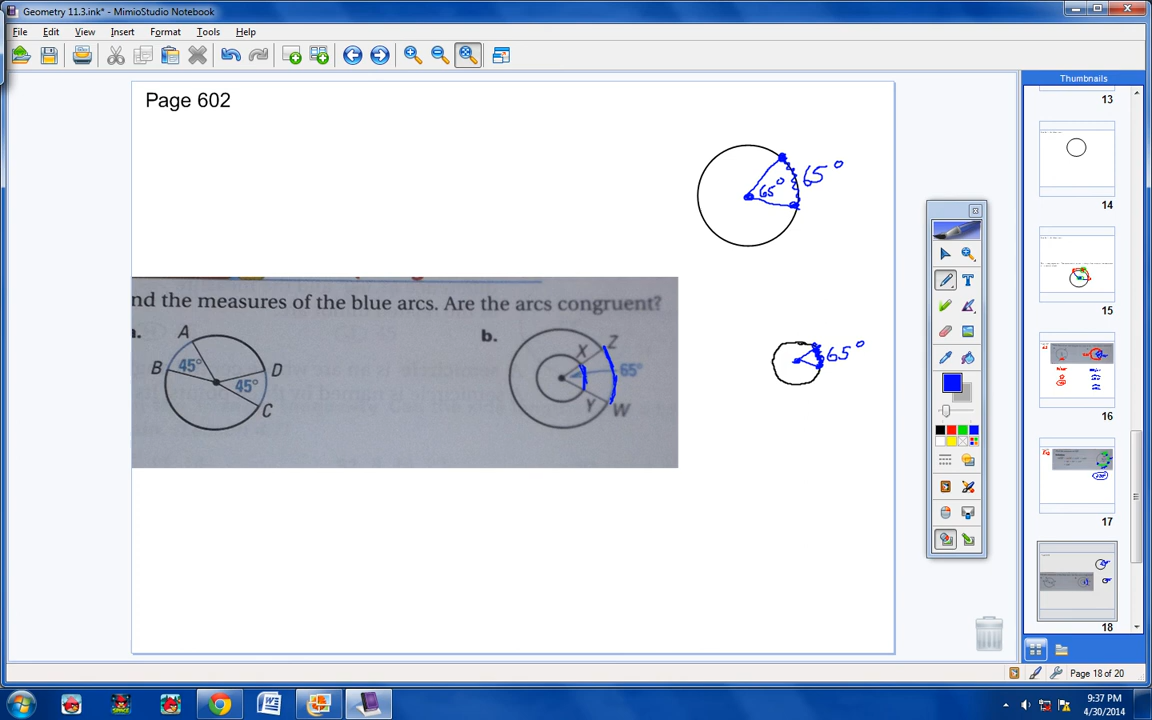 Geometry 11.3.ink* - MimioStudio Notebook
File Edit View Insert Format Tools Help
Thumbnails
Page 602
13
65° 65°
14
nd the measures of the blue arcs. Are the arcs congruent?
15
A
B 45° D
45°
C
b.
X Z
65°
Y W
65°
16
17
18
Page 18 of 20
9:37 PM
4/30/2014